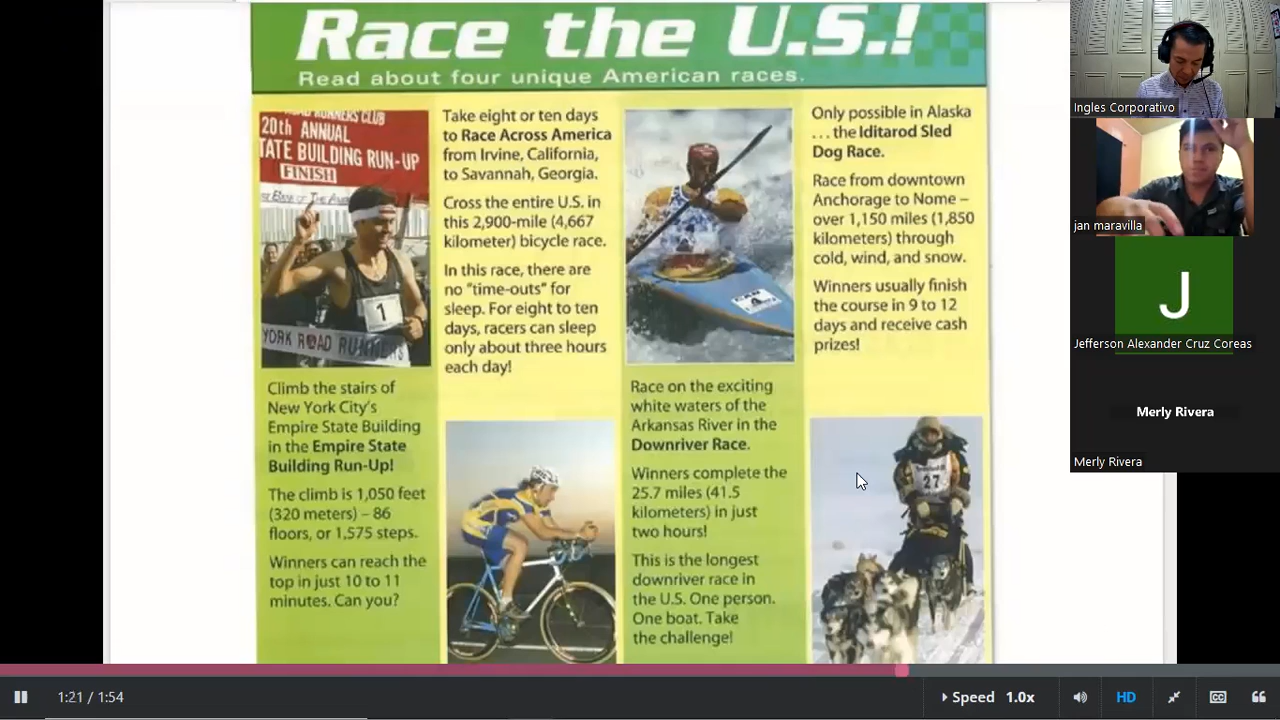 Race the U.S.!
Read about four unique American races.
20th ANNUAL
TATE BUILDING RUN-UP
FINISH
1
YORK ROAD RUNNERS
Climb the stairs of
New York City's
Empire State Building
in the Empire State
Building Run-Up!
The climb is 1,050 feet
(320 meters) – 86
floors, or 1,575 steps.
Winners can reach the
top in just 10 to 11
minutes. Can you?
Take eight or ten days
to Race Across America
from Irvine, California,
to Savannah, Georgia.
Cross the entire U.S. in
this 2,900-mile (4,667
kilometer) bicycle race.
In this race, there are
no "time-outs" for
sleep. For eight to ten
days, racers can sleep
only about three hours
each day!
Race on the exciting
white waters of the
Arkansas River in the
Downriver Race.
Winners complete the
25.7 miles (41.5
kilometers) in just
two hours!
This is the longest
downriver race in
the U.S. One person.
One boat. Take
the challenge!
Only possible in Alaska
. . . the Iditarod Sled
Dog Race.
Race from downtown
Anchorage to Nome –
over 1,150 miles (1,850
kilometers) through
cold, wind, and snow.
Winners usually finish
the course in 9 to 12
days and receive cash
prizes!
27
Ingles Corporativo
jan maravilla
J
Jefferson Alexander Cruz Coreas
Merly Rivera
Merly Rivera
1:21 / 1:54
Speed 1.0x
HD
CC